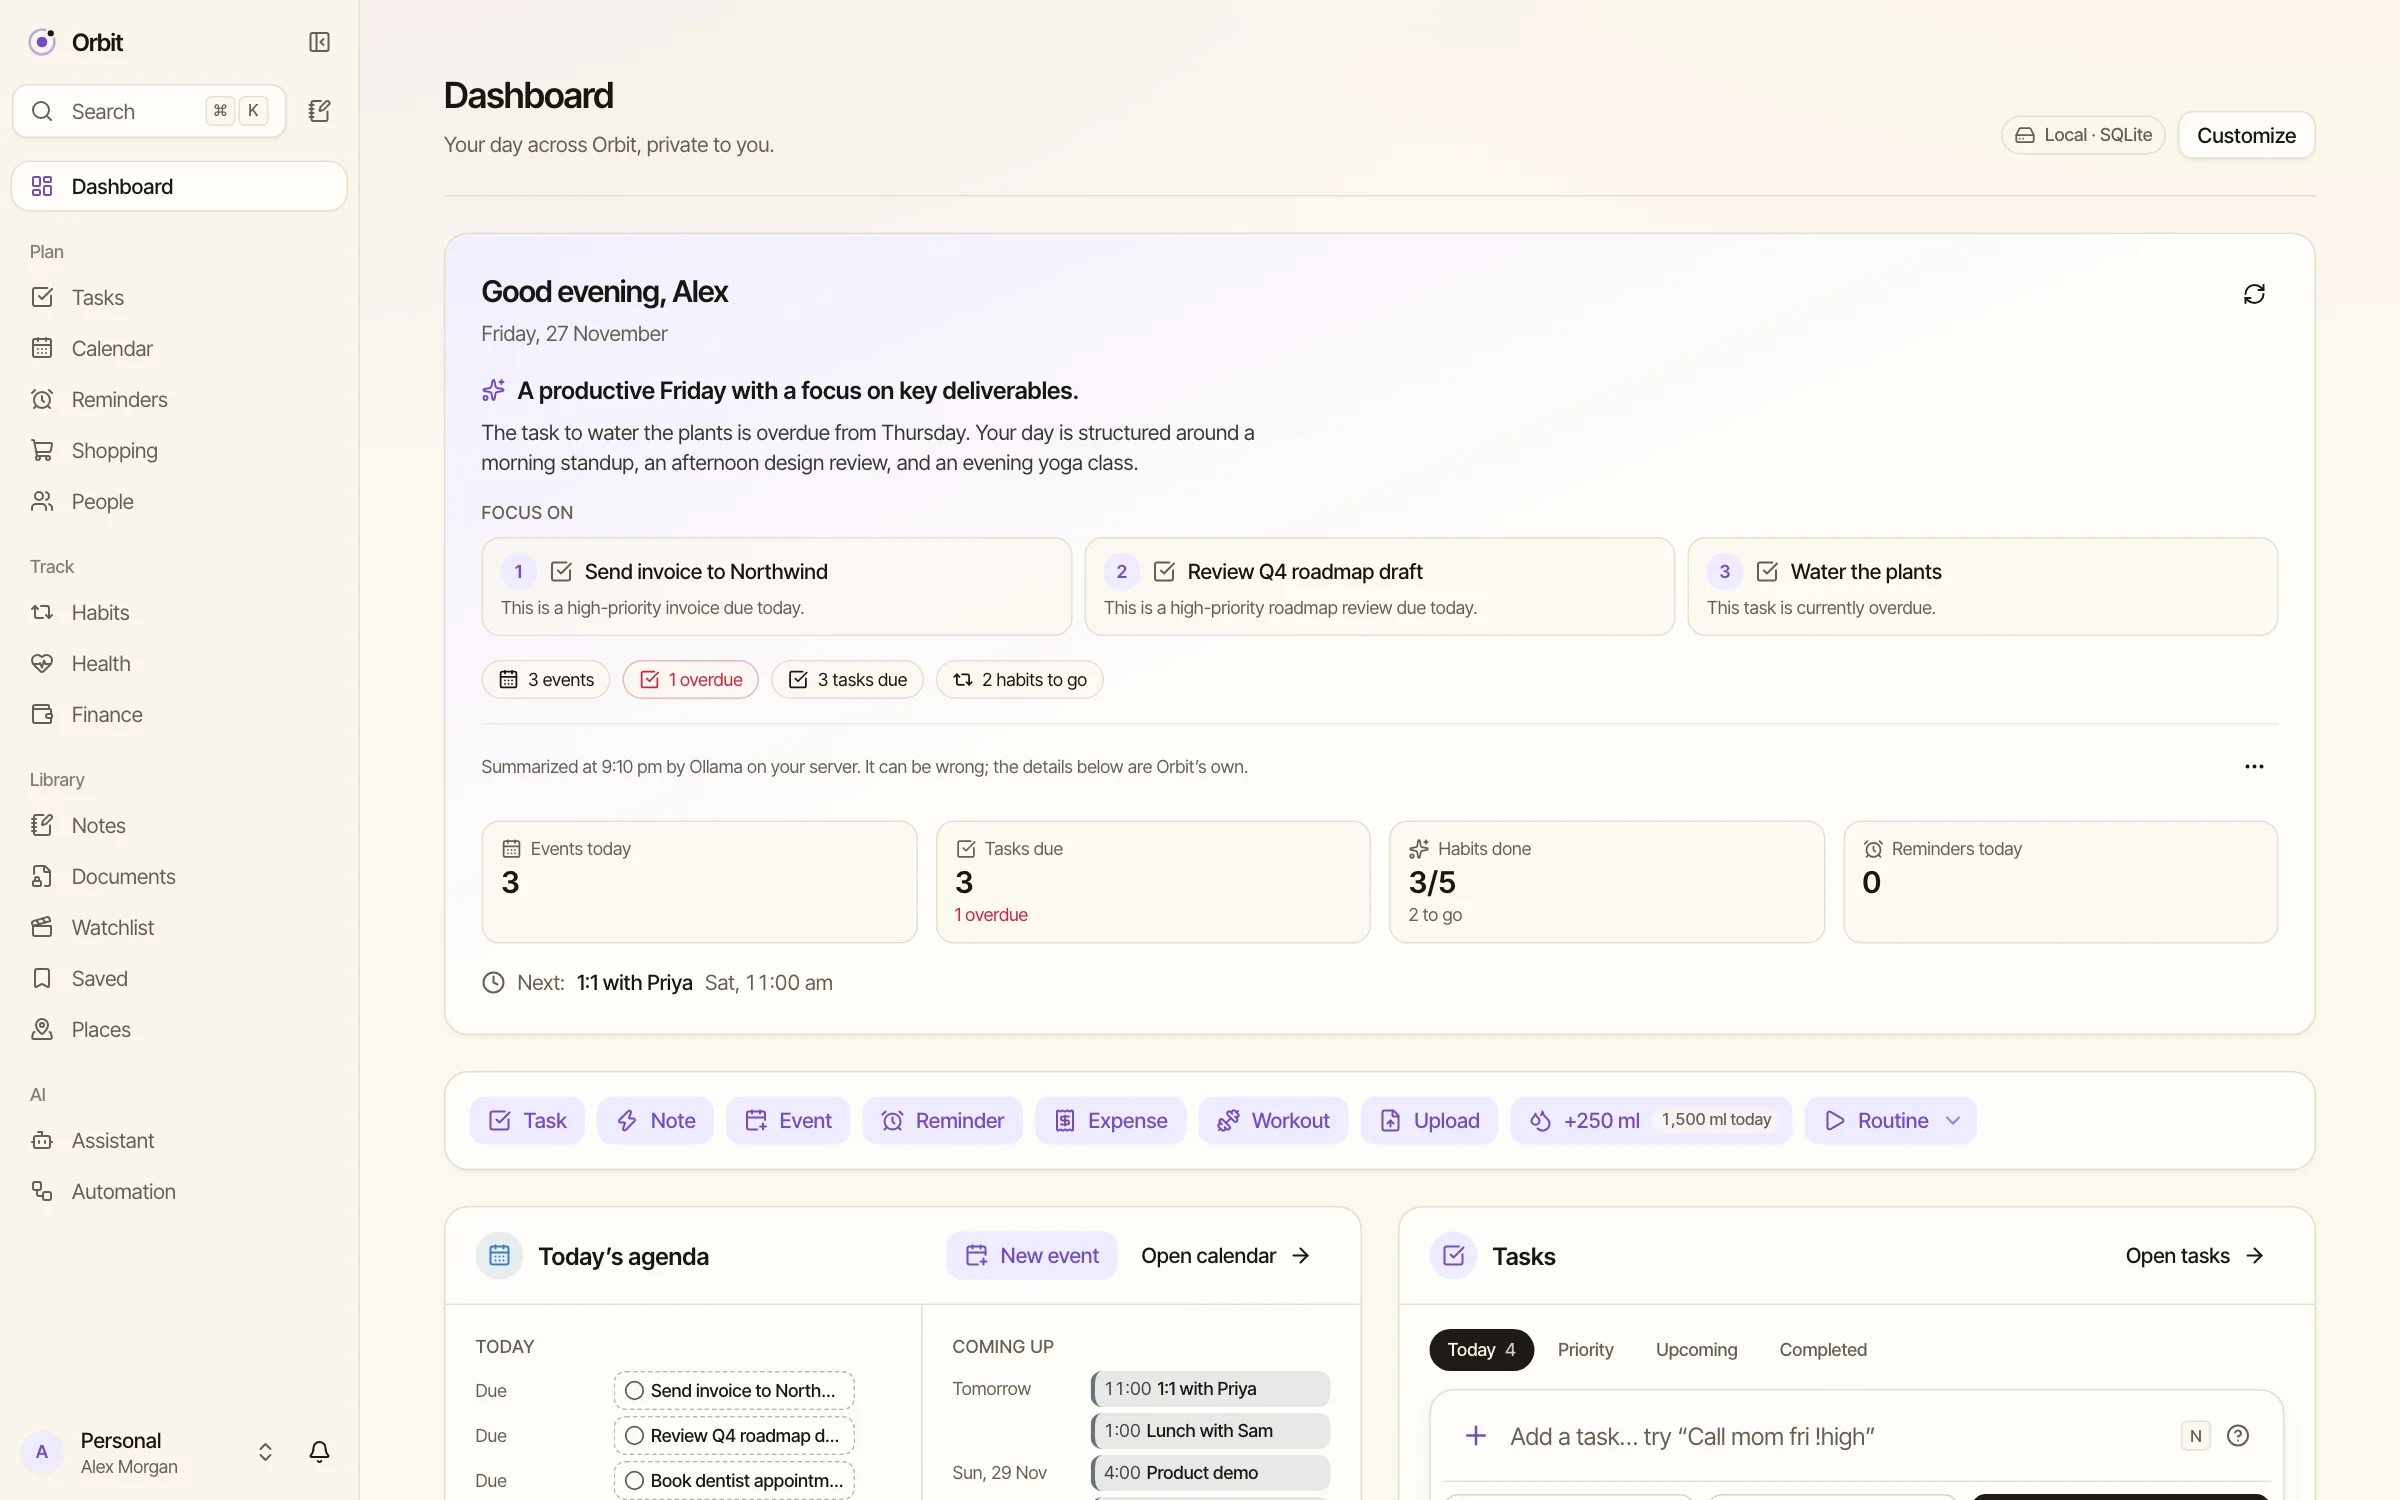 Orbit
Search ⌘ K
Dashboard
Plan
Tasks
Calendar
Reminders
Shopping
People
Track
Habits
Health
Finance
Library
Notes
Documents
Watchlist
Saved
Places
AI
Assistant
Automation
A
Personal
Alex Morgan
Dashboard
Your day across Orbit, private to you.
Local · SQLite
Customize
Good evening, Alex
Friday, 27 November
A productive Friday with a focus on key deliverables.
The task to water the plants is overdue from Thursday. Your day is structured around a
morning standup, an afternoon design review, and an evening yoga class.
FOCUS ON
1 Send invoice to Northwind
This is a high-priority invoice due today.
2 Review Q4 roadmap draft
This is a high-priority roadmap review due today.
3 Water the plants
This task is currently overdue.
3 events
1 overdue
3 tasks due
2 habits to go
Summarized at 9:10 pm by Ollama on your server. It can be wrong; the details below are Orbit’s own.
Events today
3
Tasks due
3
1 overdue
Habits done
3/5
2 to go
Reminders today
0
Next: 1:1 with Priya Sat, 11:00 am
Task
Note
Event
Reminder
Expense
Workout
Upload
+250 ml 1,500 ml today
Routine
Today’s agenda
New event
Open calendar
TODAY
Due Send invoice to North...
Due Review Q4 roadmap d...
Due Book dentist appointm...
COMING UP
Tomorrow 11:00 1:1 with Priya
1:00 Lunch with Sam
Sun, 29 Nov 4:00 Product demo
Tasks
Open tasks
Today 4
Priority
Upcoming
Completed
Add a task... try “Call mom fri !high”
N